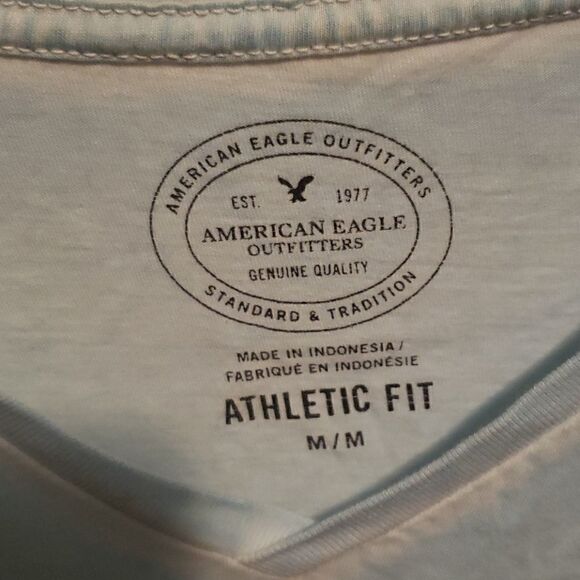 AMERICAN EAGLE OUTFITTERS
EST. 1977
AMERICAN EAGLE
OUTFITTERS
GENUINE QUALITY
STANDARD & TRADITION
MADE IN INDONESIA /
FABRIQUÉ EN INDONÉSIE
ATHLETIC FIT
M/M